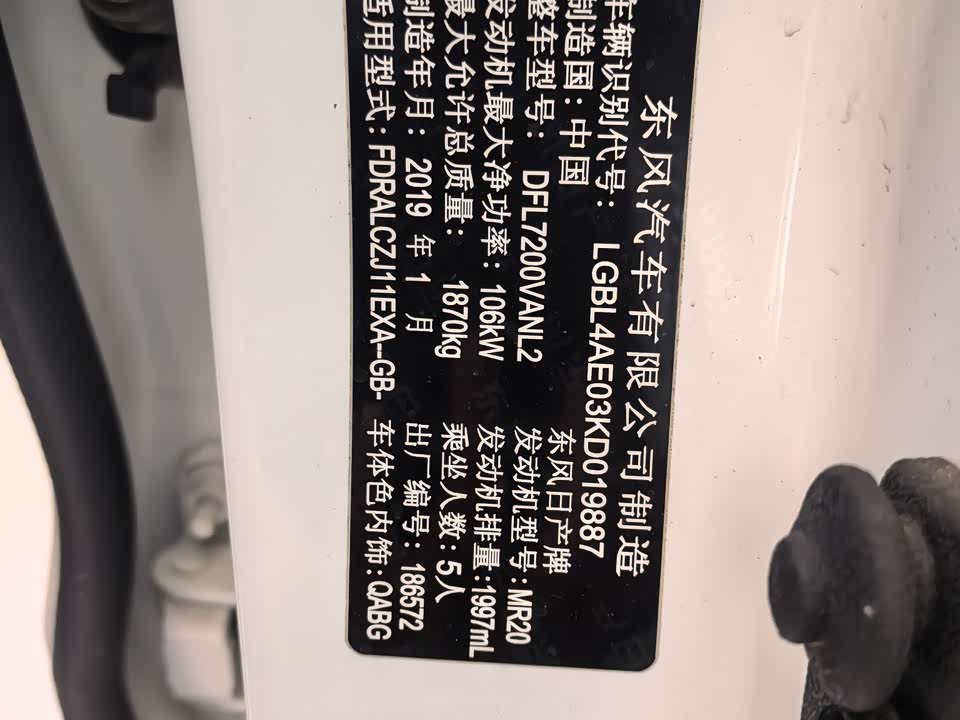 东风汽车有限公司制造
车辆识别代号: LGBL4AE03KD019887
制造国: 中国 东风日产牌
整车型号: DFL7200VANL2 发动机型号: MR20
发动机最大净功率: 106kW 发动机排量: 1997mL
最大允许总质量: 1870kg 乘坐人数: 5人
制造年月: 2019 年 1 月 出厂编号: 186572
适用型式: FDRALCZJ11EXA--GB- 车体色内饰: QABG